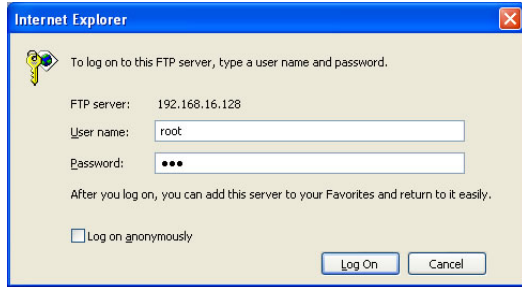 Internet Explorer
To log on to this FTP server, type a user name and password.
FTP server: 192.168.16.128
User name: root
Password: ●●●
After you log on, you can add this server to your Favorites and return to it easily.
Log on anonymously
Log On Cancel